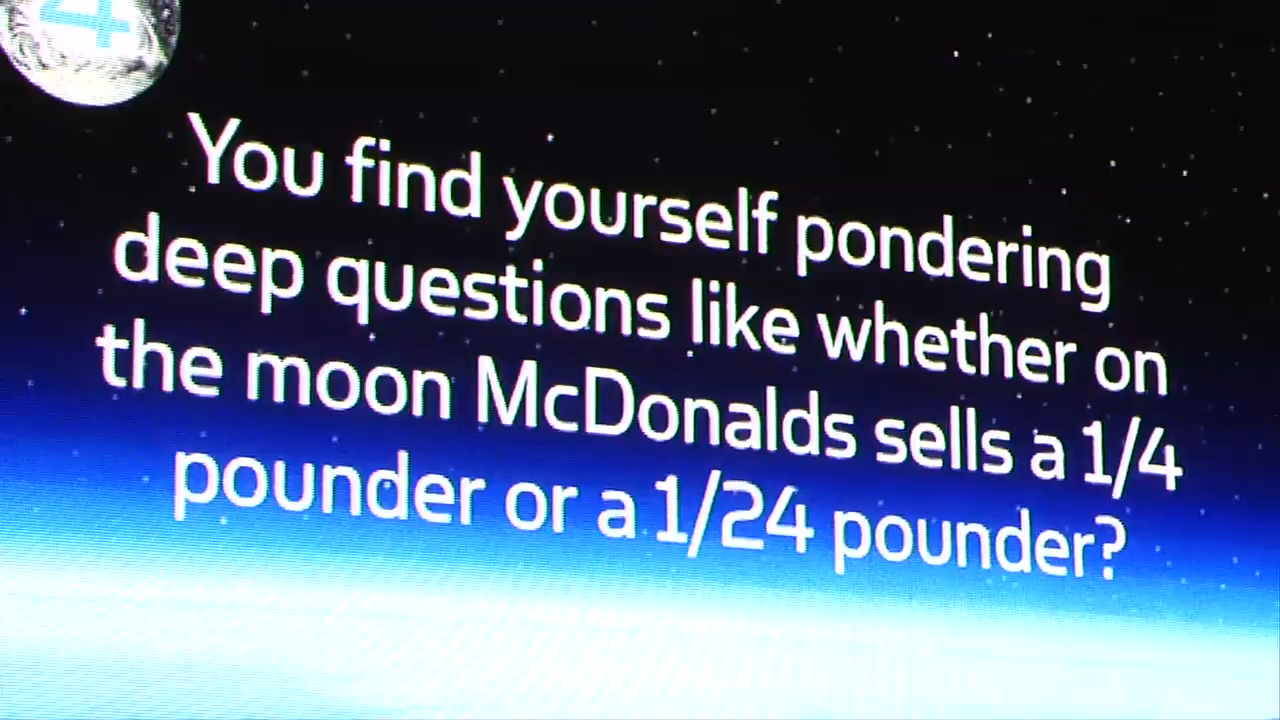 4
You find yourself pondering
deep questions like whether on
the moon McDonalds sells a 1/4
pounder or a 1/24 pounder?